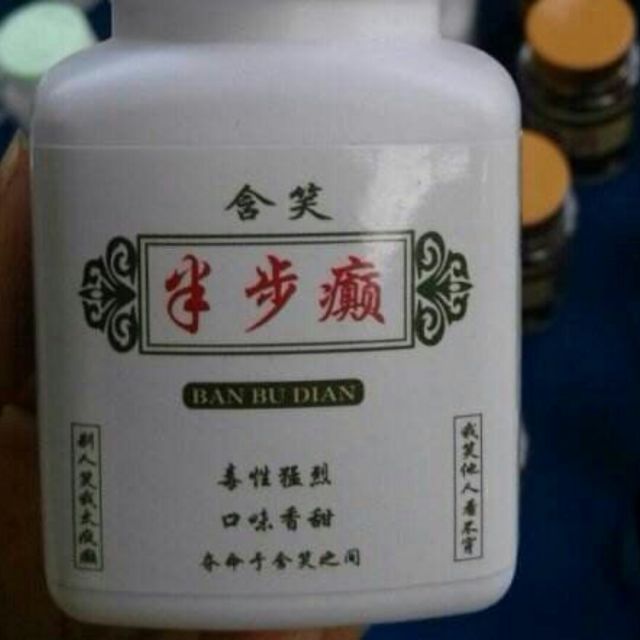 含笑
半步癫
BAN BU DIAN
别人笑我太疯癫
我笑他人看不穿
毒性猛烈
口味香甜
夺命于含笑之间